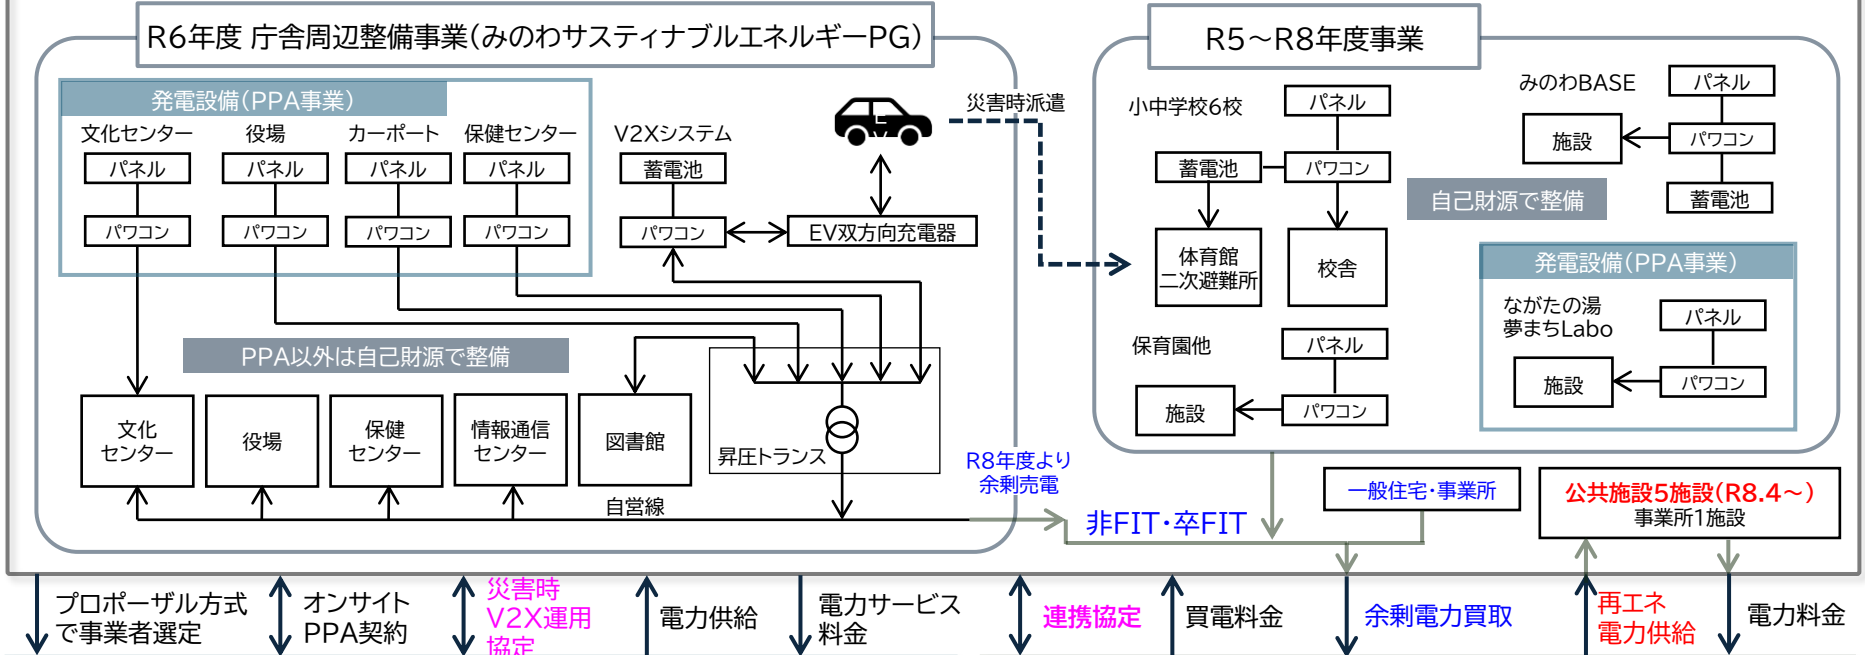 R6年度 庁舎周辺整備事業(みのわサスティナブルエネルギーPG)
発電設備(PPA事業)
文化センター
役場
カーポート
保健センター
パネル
パネル
パネル
パネル
パワコン
パワコン
パワコン
パワコン
V2Xシステム
蓄電池
パワコン
E
V
EV双方向充電器
災害時派遣
PPA以外は自己財源で整備
文化
センター
役場
保健
センター
情報通信
センター
図書館
昇圧トランス
自営線
R8年度より
余剰売電
R5～R8年度事業
小中学校6校
パネル
蓄電池
パワコン
体育館
二次避難所
校舎
みのわBASE
パネル
施設
パワコン
蓄電池
自己財源で整備
保育園他
パネル
施設
パワコン
発電設備(PPA事業)
ながたの湯
夢まちLabo
パネル
施設
パワコン
非FIT・卒FIT
一般住宅・事業所
公共施設5施設(R8.4～)
事業所1施設
プロポーザル方式
で事業者選定
オンサイト
PPA契約
災害時
V2X運用
協定
電力供給
電力サービス
料金
連携協定
買電料金
余剰電力買取
再エネ
電力供給
電力料金